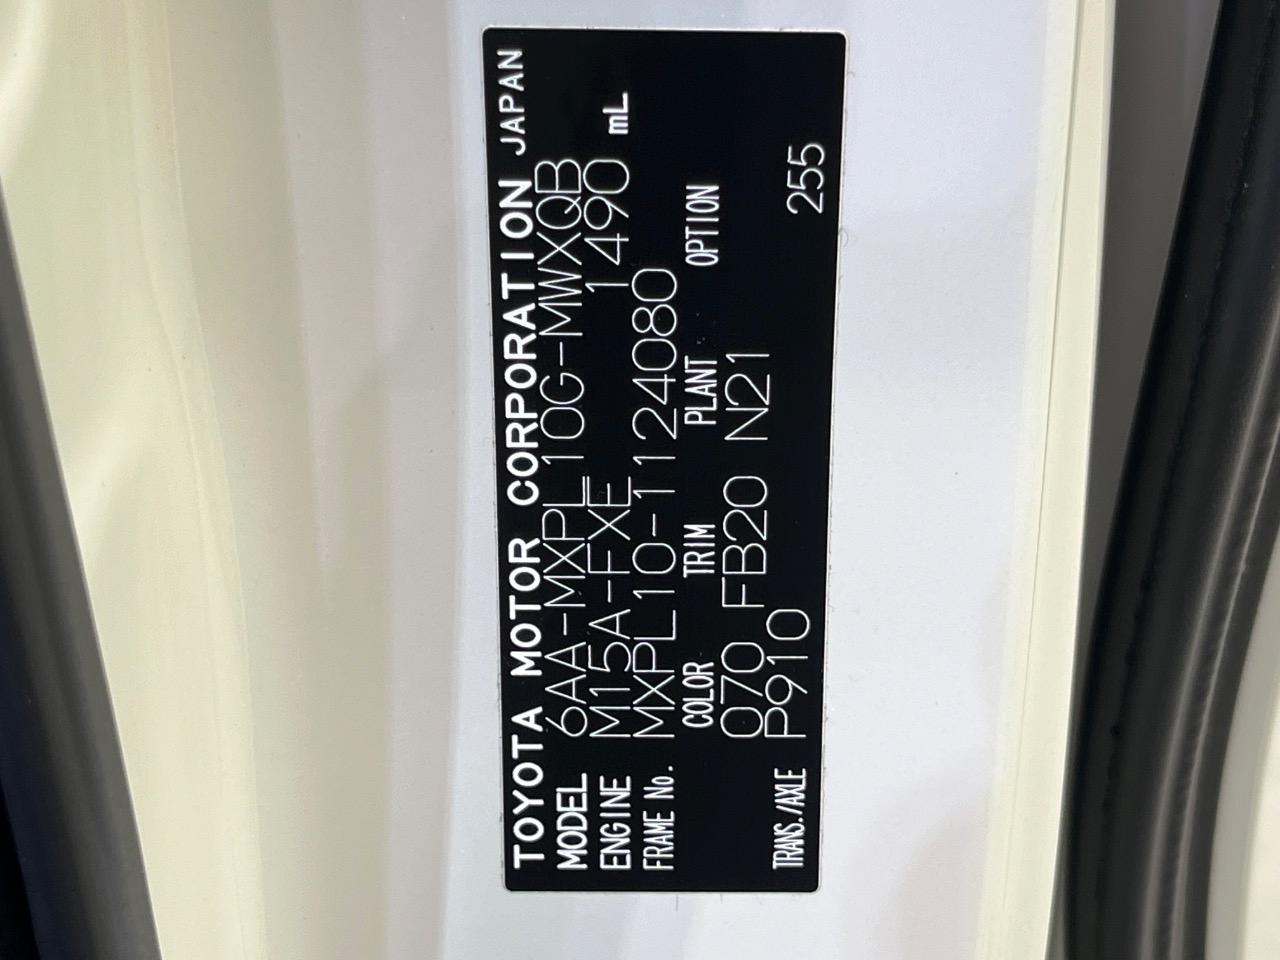 TOYOTA MOTOR CORPORATION JAPAN
MODEL 6AA-MXPL10G-MWXQB
ENGINE M15A-FXE 1490 mL
FRAME No. MXPL10-1124080
COLOR TRIM PLANT OPTION
070 FB20 N21
TRANS./AXLE P910 255